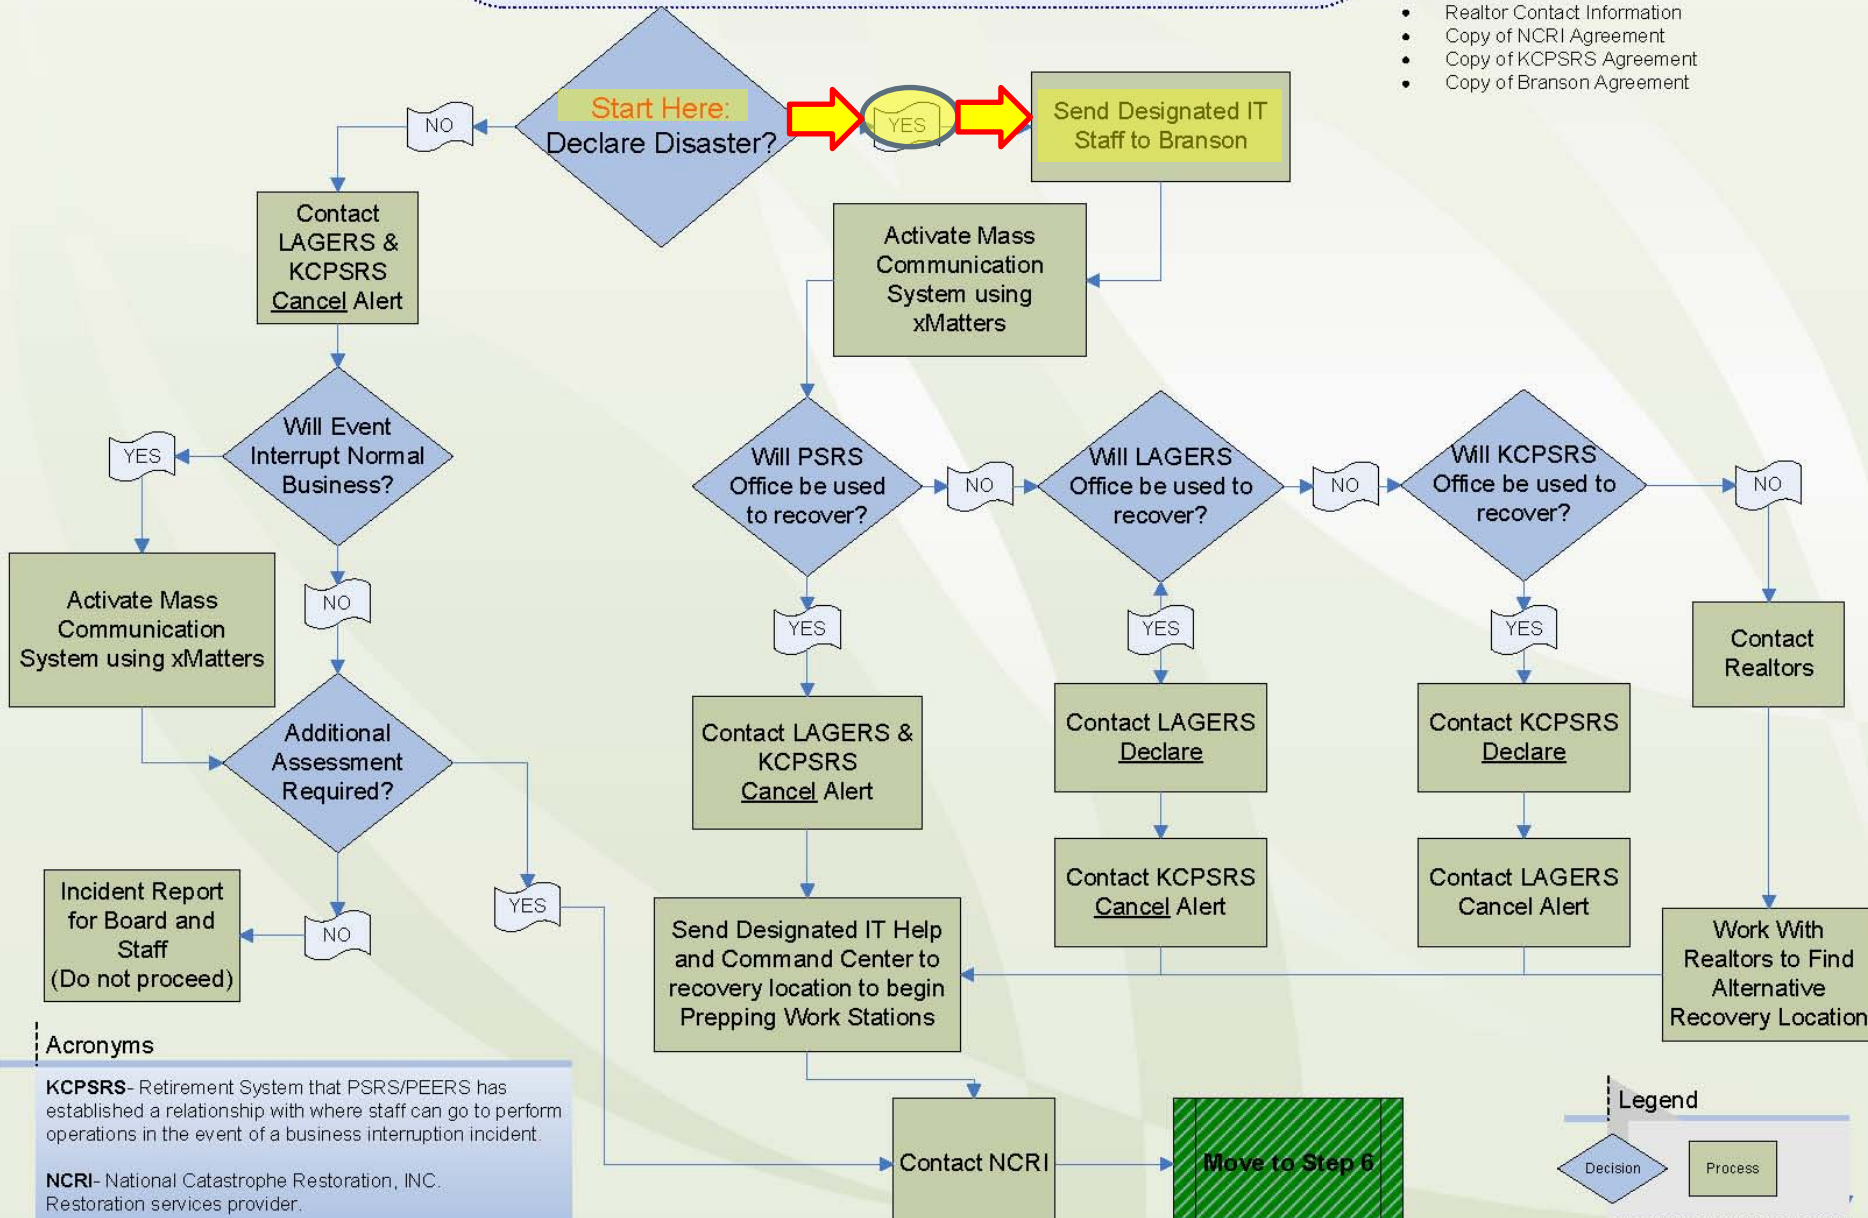 Realtor Contact Information
Copy of NCRI Agreement
Copy of KCPSRS Agreement
Copy of Branson Agreement
Start Here:
Declare Disaster?
NO
YES
Send Designated IT
Staff to Branson
Contact
LAGERS &
KCPSRS
Cancel Alert
Activate Mass
Communication
System using
xMatters
Will Event
Interrupt Normal
Business?
YES
NO
Will PSRS
Office be used
to recover?
NO
Will LAGERS
Office be used to
recover?
NO
Will KCPSRS
Office be used to
recover?
NO
Activate Mass
Communication
System using xMatters
YES
YES
YES
Contact
Realtors
Additional
Assessment
Required?
Contact LAGERS &
KCPSRS
Cancel Alert
Contact LAGERS
Declare
Contact KCPSRS
Declare
Contact KCPSRS
Cancel Alert
Contact LAGERS
Cancel Alert
Incident Report
for Board and
Staff
(Do not proceed)
NO
YES
Send Designated IT Help
and Command Center to
recovery location to begin
Prepping Work Stations
Work With
Realtors to Find
Alternative
Recovery Location
Acronyms
KCPSRS- Retirement System that PSRS/PEERS has
established a relationship with where staff can go to perform
operations in the event of a business interruption incident.
NCRI- National Catastrophe Restoration, INC.
Restoration services provider.
Contact NCRI
Move to Step 6
Legend
Decision
Process